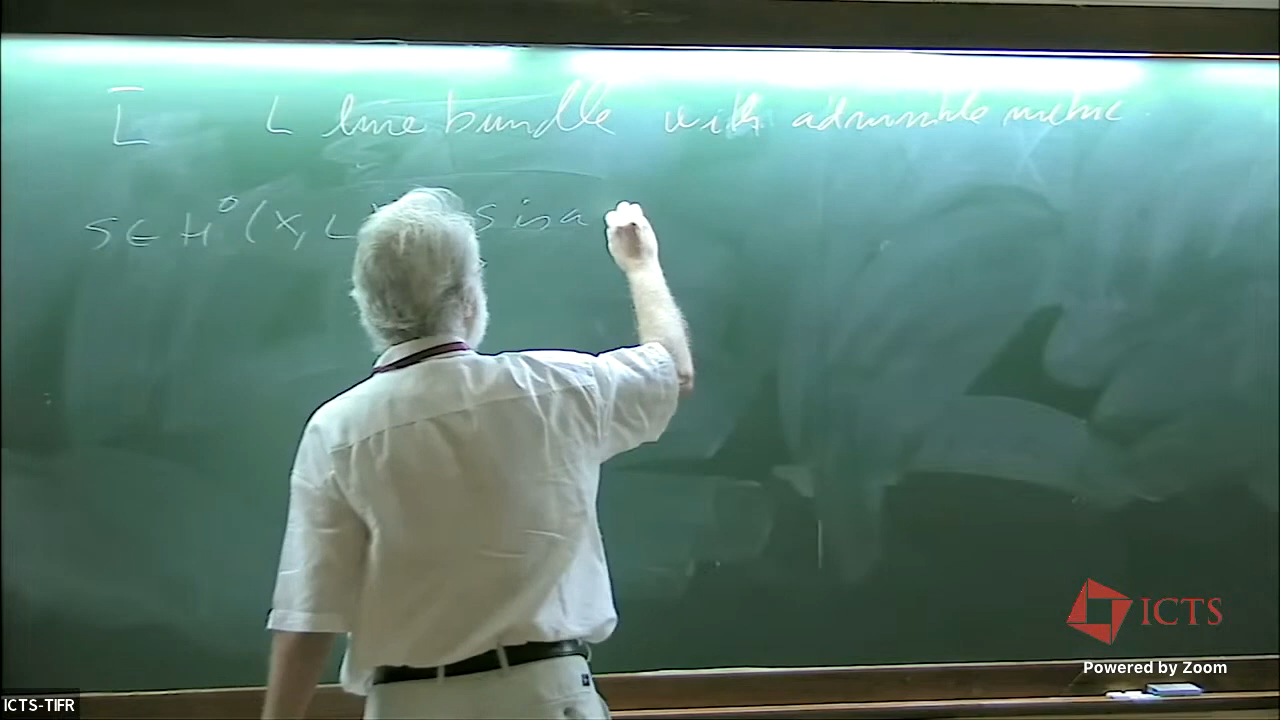 L̅ L line bundle with admissible metric
S ∈ H⁰(X, L S is a
ICTS
Powered by Zoom
ICTS-TIFR